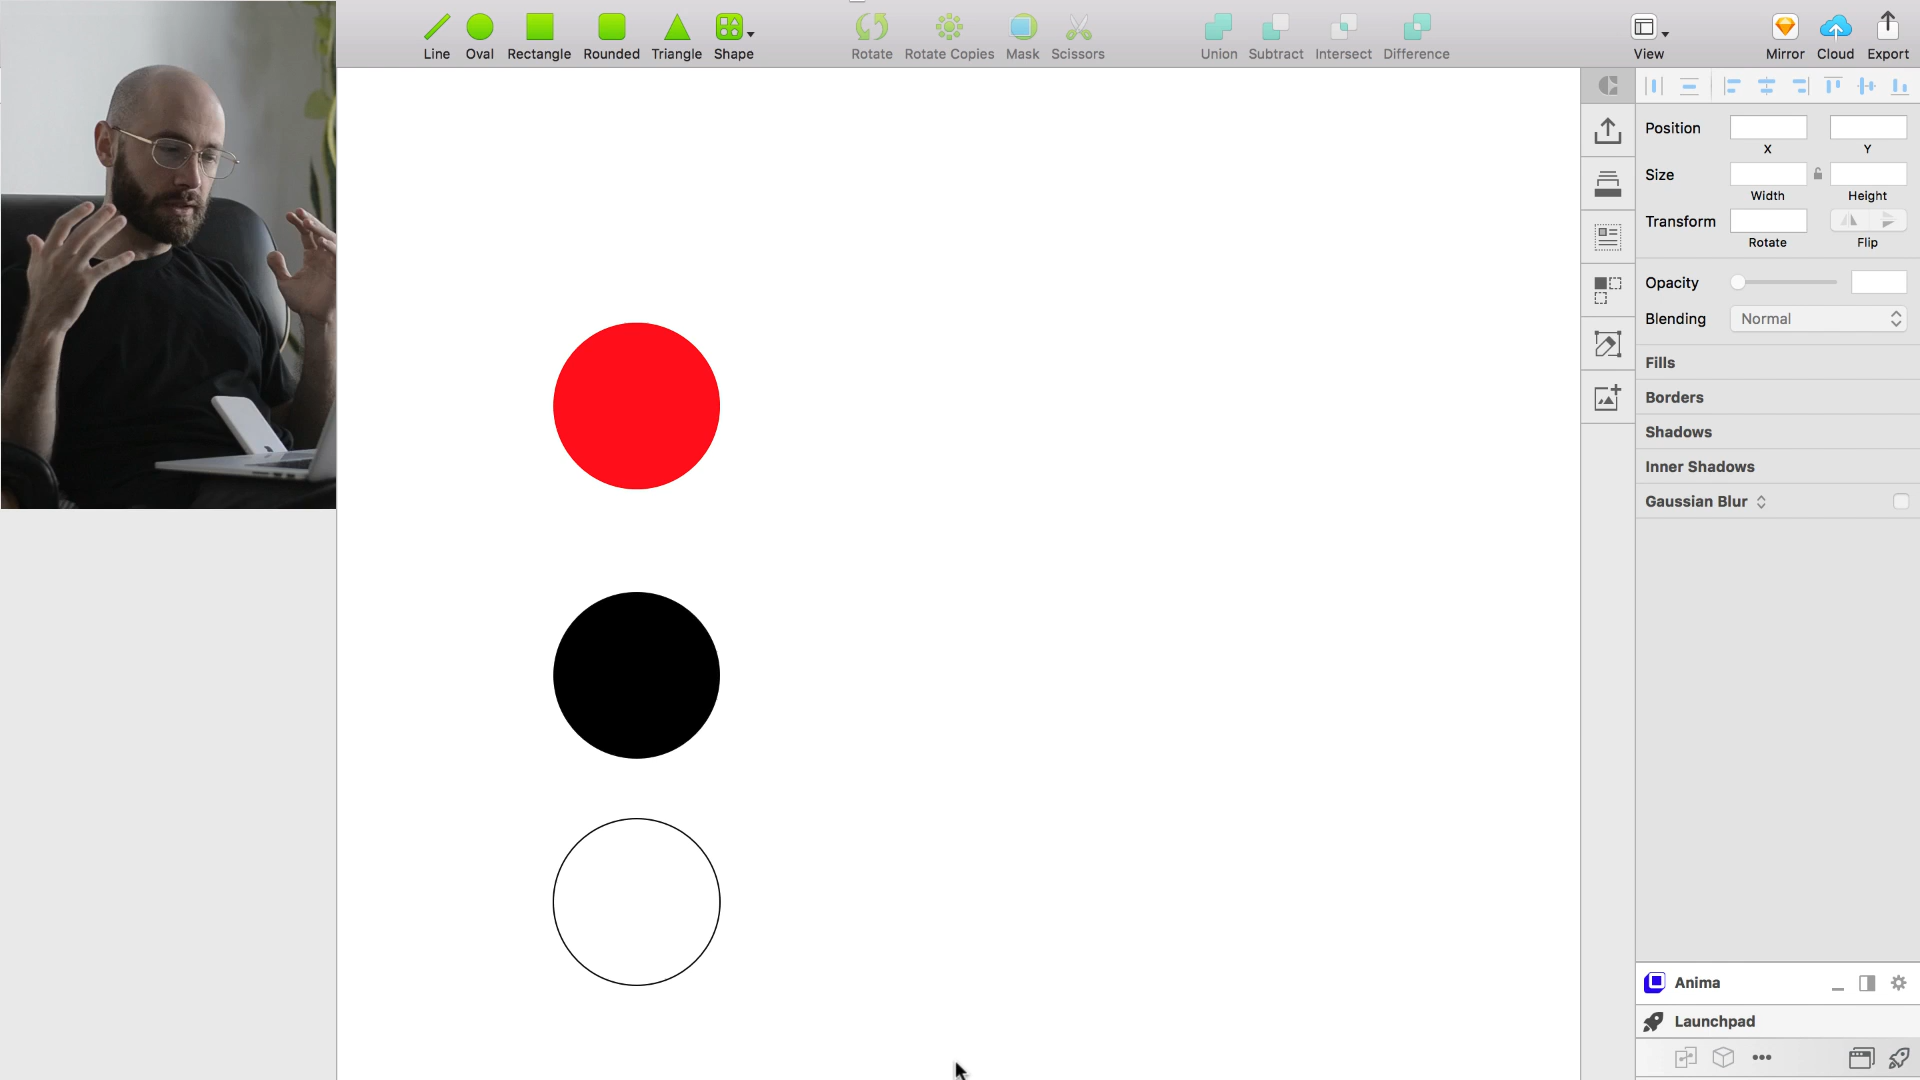 Line Oval Rectangle Rounded Triangle Shape Rotate Rotate Copies Mask Scissors Union Subtract Intersect Difference View Mirror Cloud Export
Position
X Y
Size
Width Height
Transform
Rotate Flip
Opacity
Blending Normal
Fills
Borders
Shadows
Inner Shadows
Gaussian Blur
Anima
Launchpad